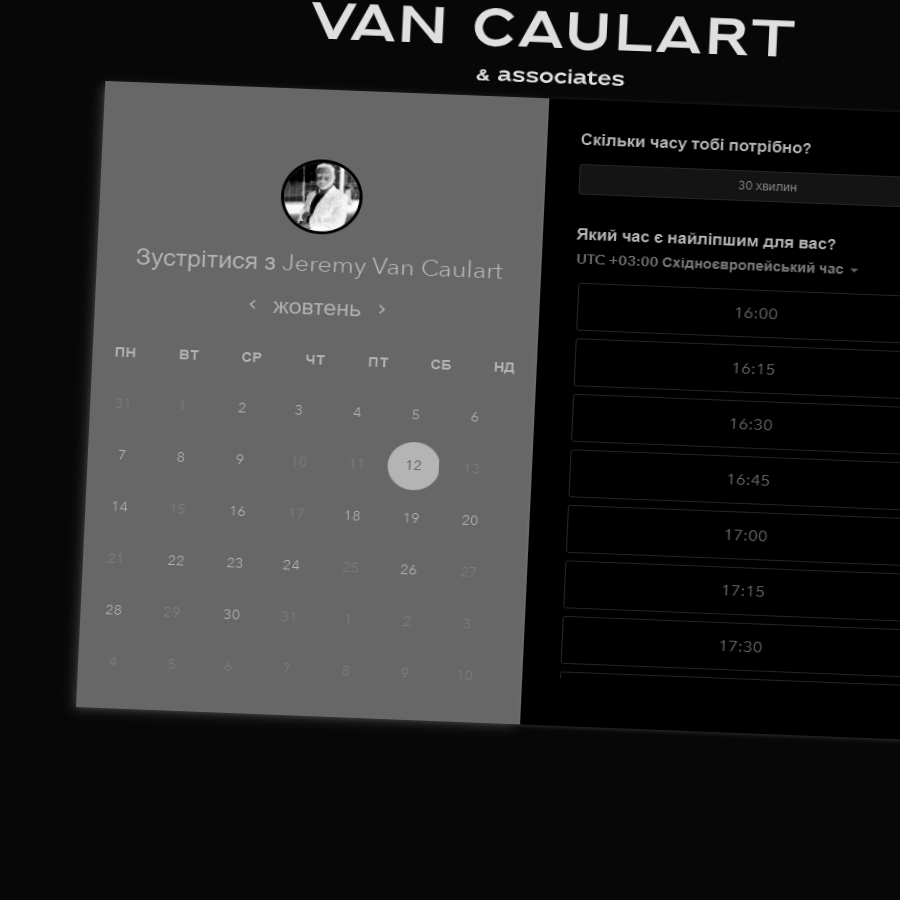 VAN CAULART
& associates
Зустрітися з Jeremy Van Caulart
‹ жовтень ›
ПН ВТ СР ЧТ ПТ СБ НД
31 1 2 3 4 5 6
7 8 9 10 11 12 13
14 15 16 17 18 19 20
21 22 23 24 25 26 27
28 29 30 31 1 2 3
4 5 6 7 8 9 10
Скільки часу тобі потрібно?
30 хвилин
Який час є найліпшим для вас?
UTC +03:00 Східноєвропейський час
16:00
16:15
16:30
16:45
17:00
17:15
17:30